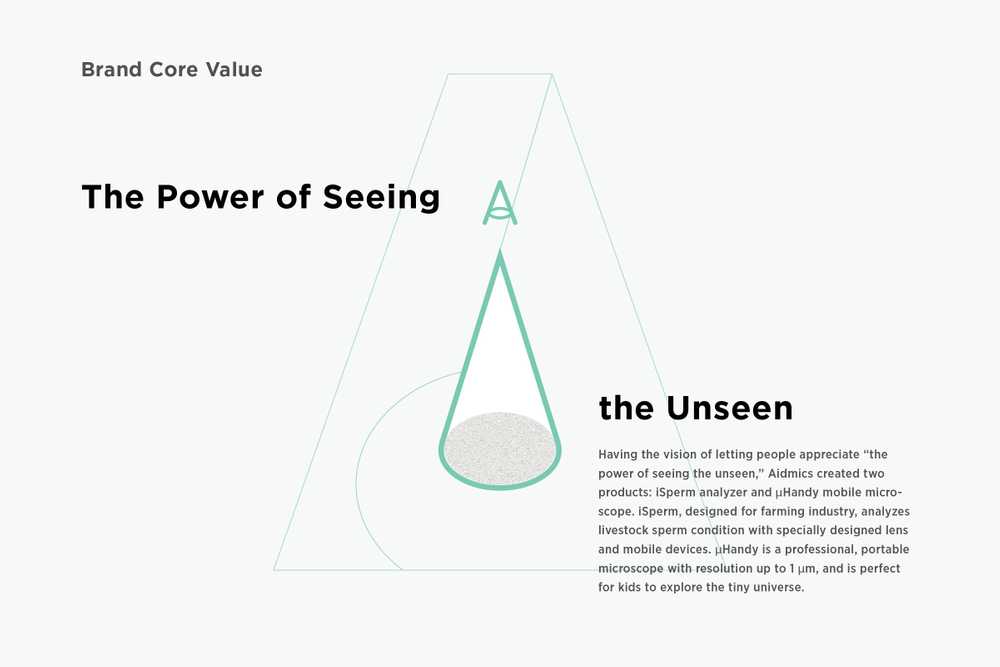 Brand Core Value
The Power of Seeing
the Unseen
Having the vision of letting people appreciate “the
power of seeing the unseen,” Aidmics created two
products: iSperm analyzer and μHandy mobile micro-
scope. iSperm, designed for farming industry, analyzes
livestock sperm condition with specially designed lens
and mobile devices. μHandy is a professional, portable
microscope with resolution up to 1 μm, and is perfect
for kids to explore the tiny universe.